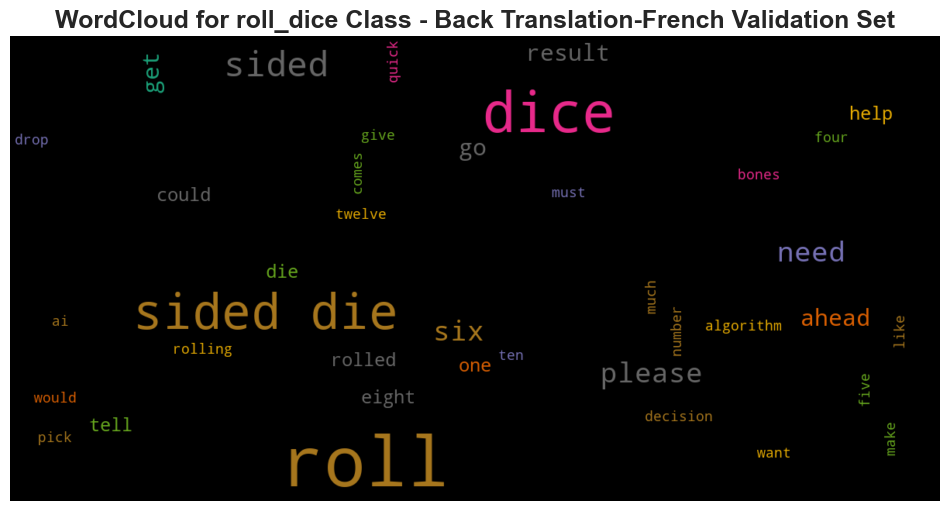 WordCloud for roll_dice Class - Back Translation-French Validation Set
get
sided
quick
result
dice
help
drop
give
four
go
comes
bones
could
must
twelve
need
die
sided die
much
ai
number
algorithm
ahead
like
six
rolling
rolled
one
ten
please
five
would
eight
tell
pick
decision
make
want
roll